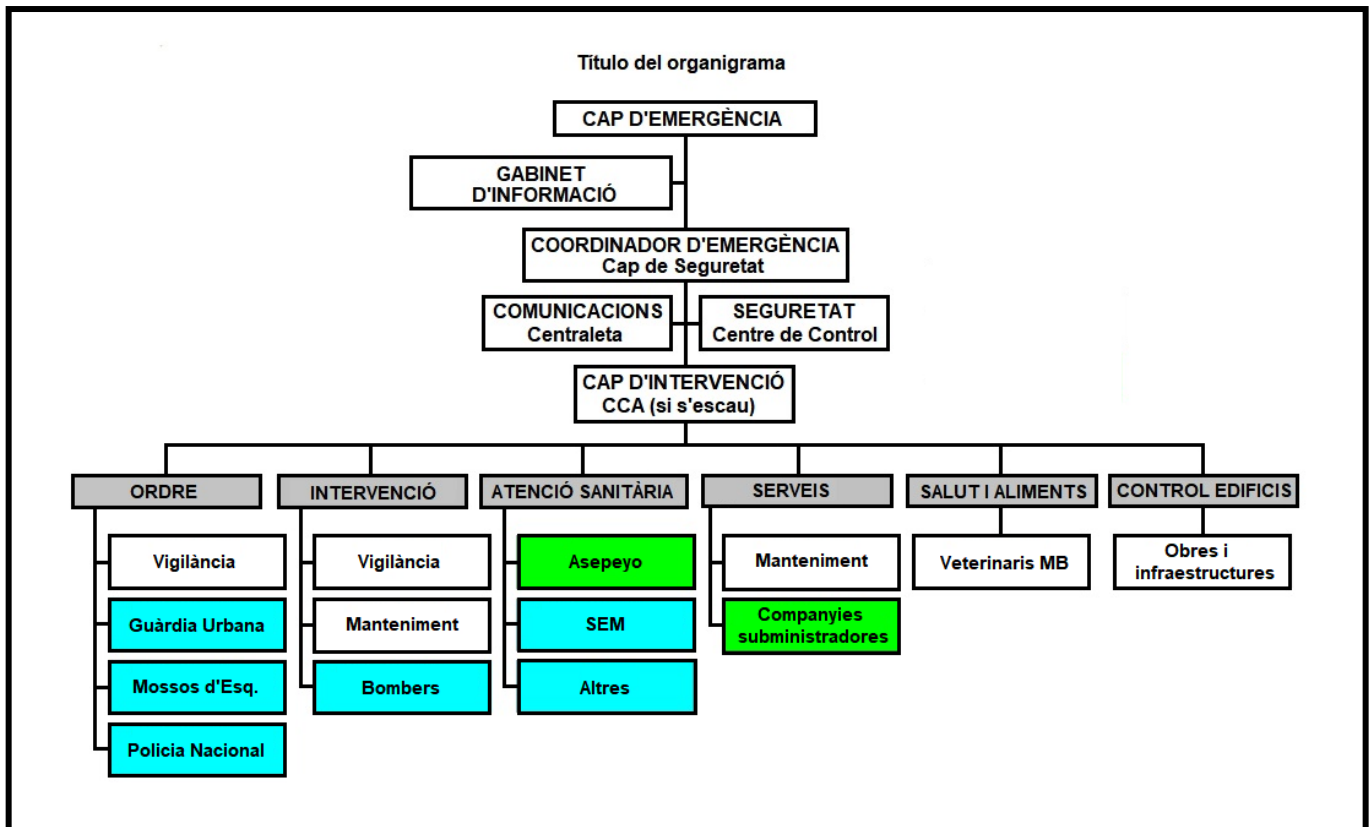 Título del organigrama
CAP D'EMERGÈNCIA
GABINET
D'INFORMACIÓ
COORDINADOR D'EMERGÈNCIA
Cap de Seguretat
COMUNICACIONS
Centraleta
SEGURETAT
Centre de Control
CAP D'INTERVENCIÓ
CCA (si s'escau)
ORDRE
INTERVENCIÓ
ATENCIÓ SANITÀRIA
SERVEIS
SALUT I ALIMENTS
CONTROL EDIFICIS
Vigilància
Guàrdia Urbana
Mossos d'Esq.
Policia Nacional
Vigilància
Manteniment
Bombers
Asepeyo
SEM
Altres
Manteniment
Companyies
subministradores
Veterinaris MB
Obres i
infraestructures